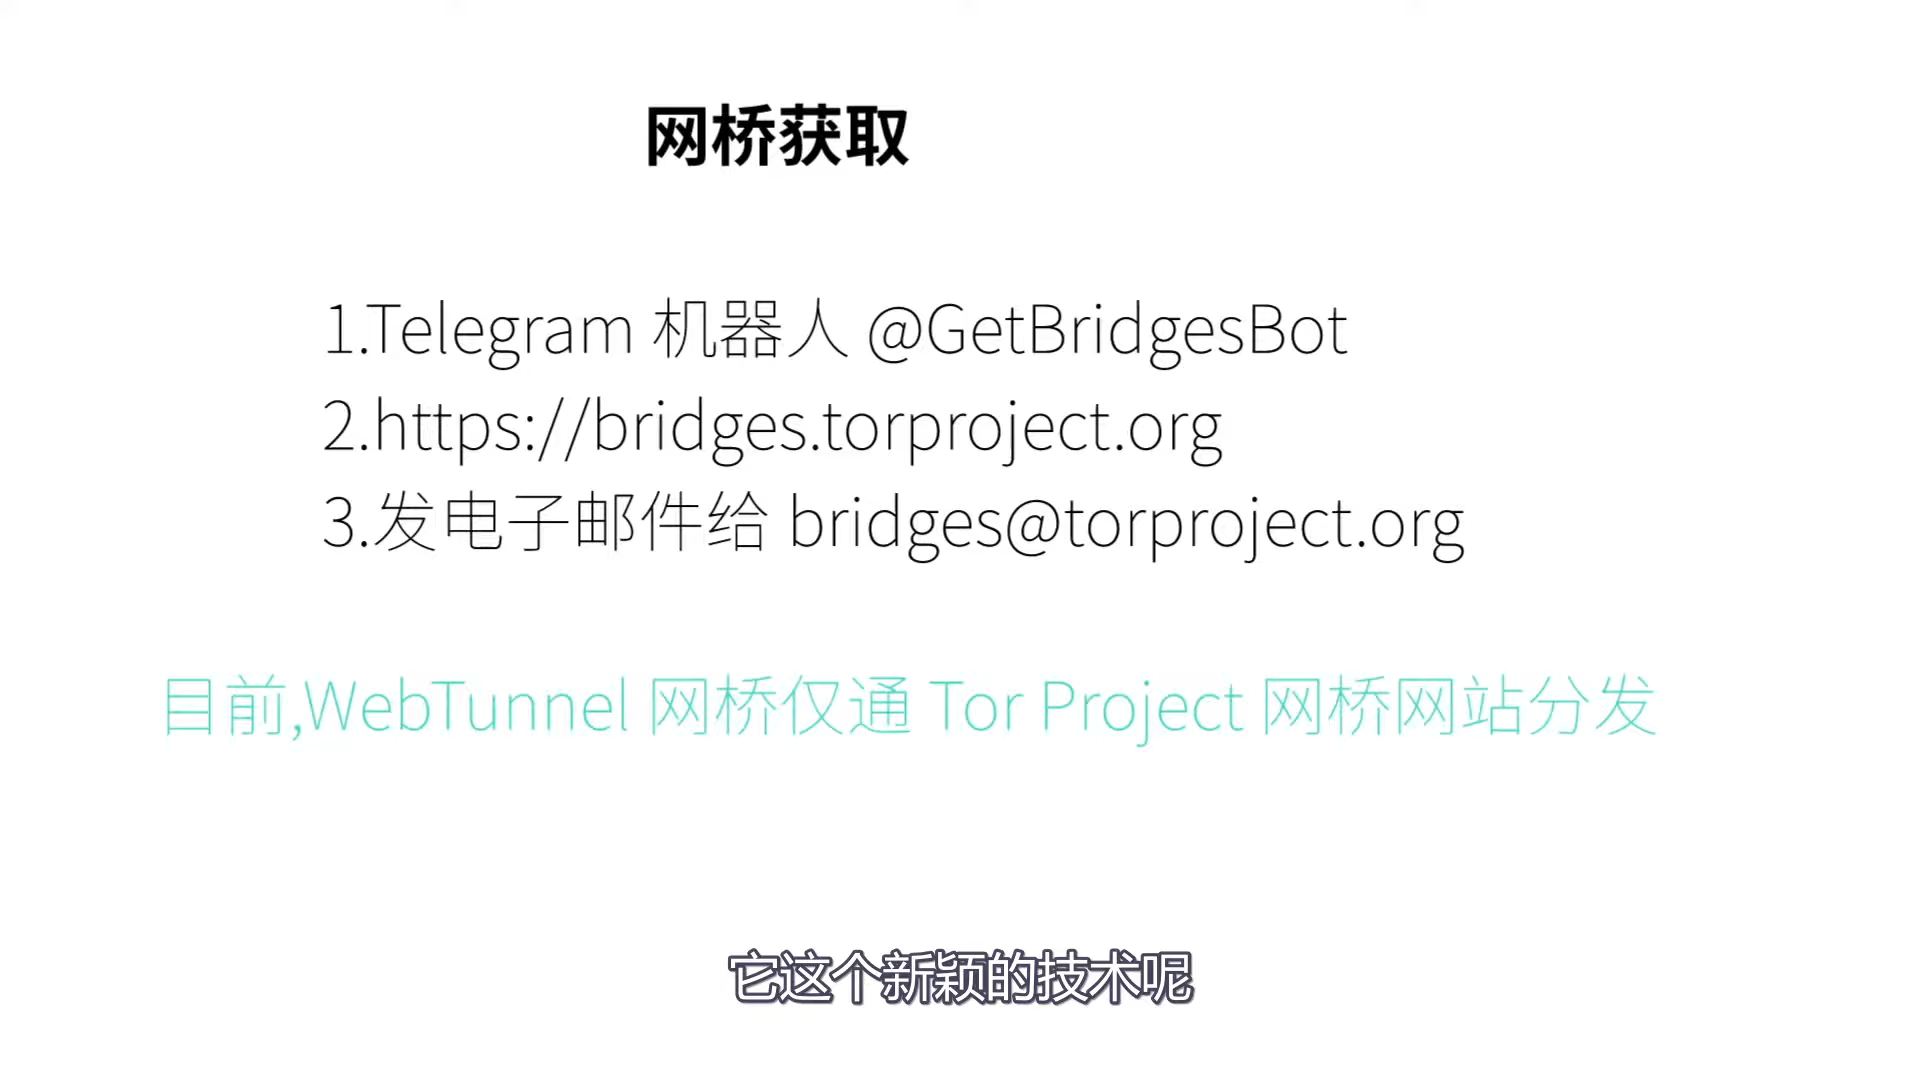 网桥获取
1.Telegram 机器人 @GetBridgesBot
2.https://bridges.torproject.org
3.发电子邮件给 bridges@torproject.org
目前,WebTunnel 网桥仅通 Tor Project 网桥网站分发
它这个新颖的技术呢